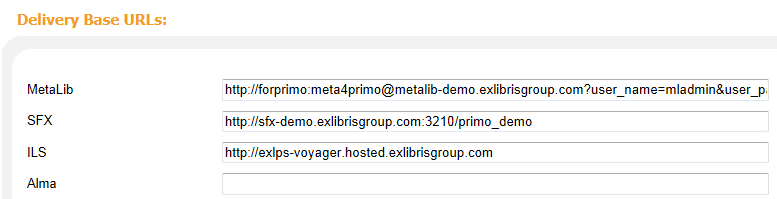 Delivery Base URLs:
MetaLib http://forprimo:meta4primo@metalib-demo.exlibrisgroup.com?user_name=mladmin&user_pa
SFX http://sfx-demo.exlibrisgroup.com:3210/primo_demo
ILS http://exlps-voyager.hosted.exlibrisgroup.com
Alma